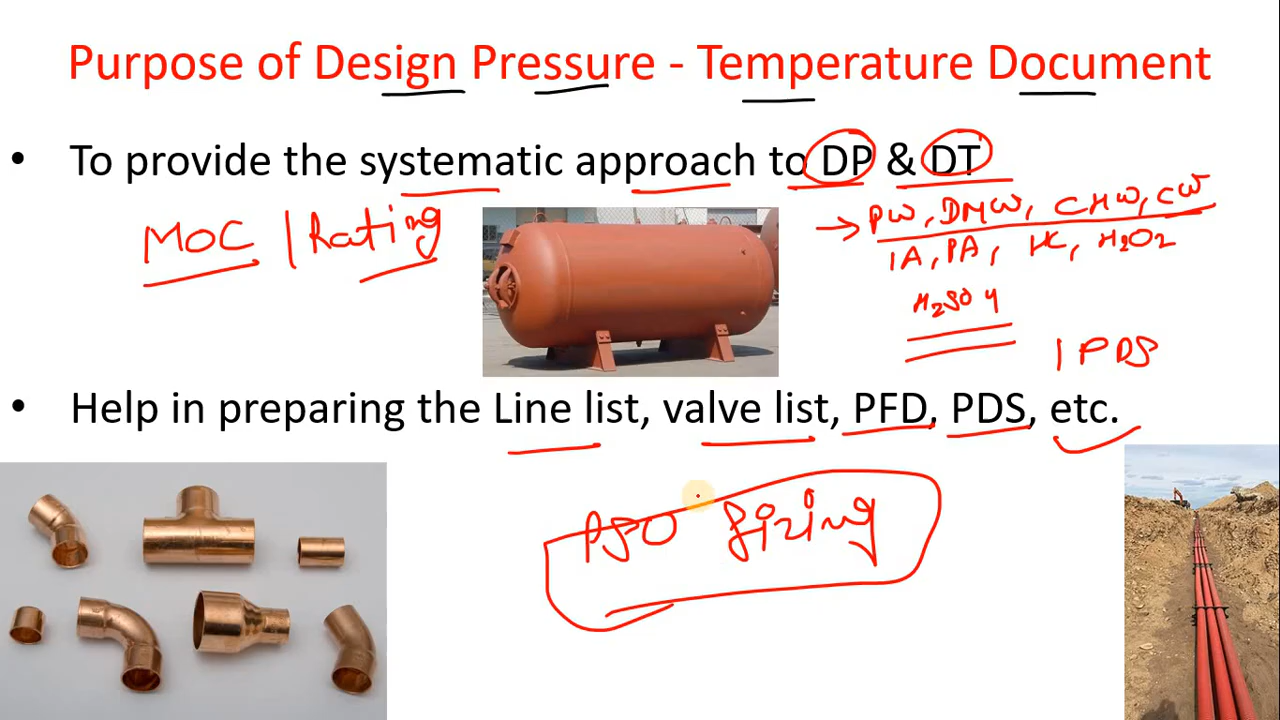 Purpose of Design Pressure - Temperature Document
• To provide the systematic approach to DP & DT
MOC | Rating
→ PW, DMW, CHW, CW
IA, PA, HC, H2O2
H2SO4
| PDS
• Help in preparing the Line list, valve list, PFD, PDS, etc.
sizing